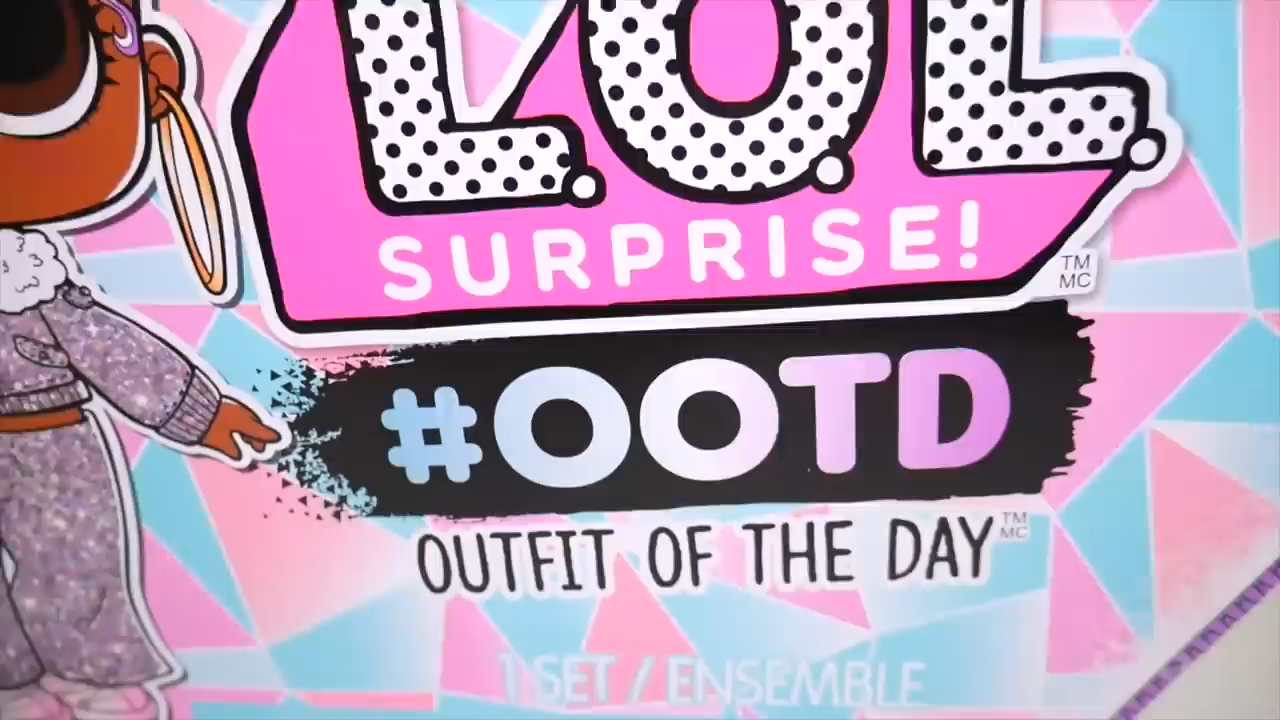 L.O.L.
SURPRISE!
TM
MC
#OOTD
OUTFIT OF THE DAY
TM
MC
1 SET / ENSEMBLE